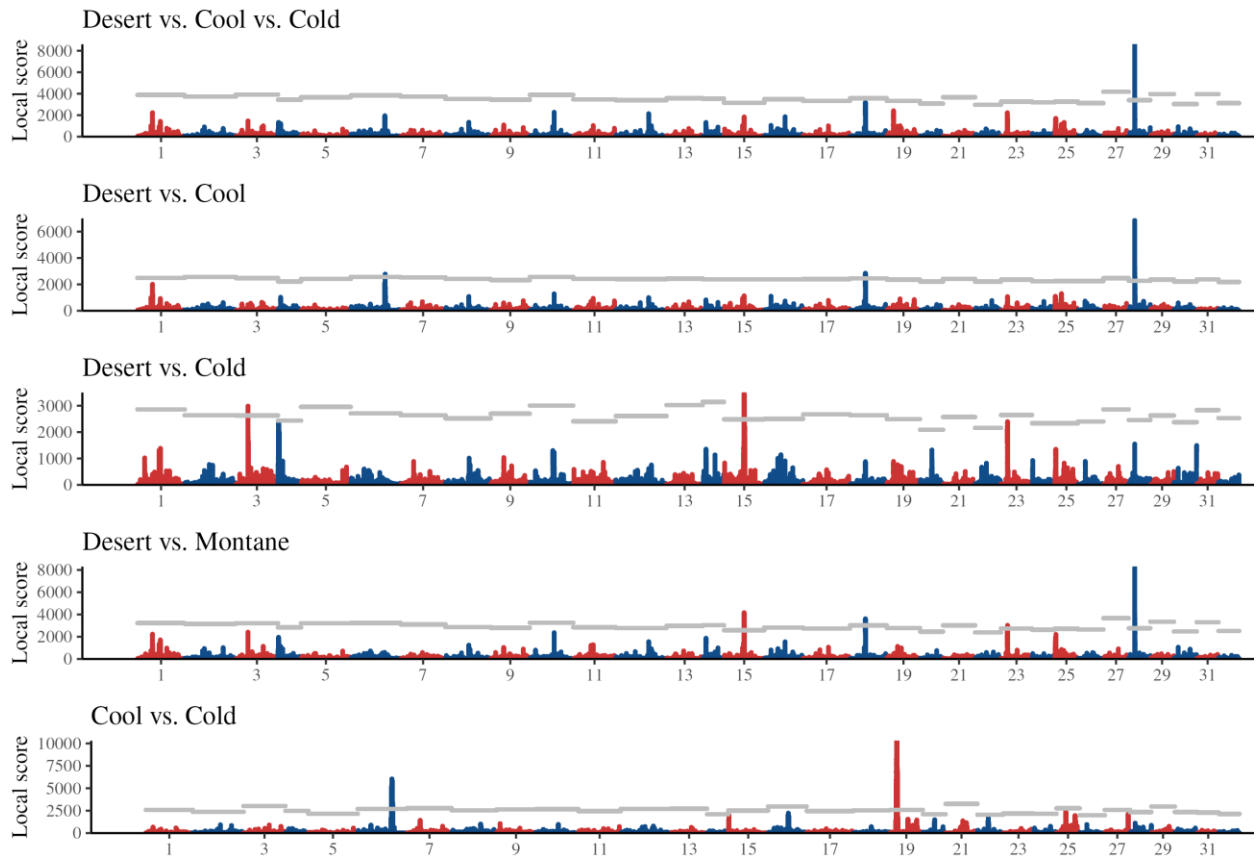 Desert vs. Cool vs. Cold
Local score
8000
6000
4000
2000
0
1 3 5 7 9 11 13 15 17 19 21 23 25 27 29 31
Desert vs. Cool
Local score
6000
4000
2000
0
1 3 5 7 9 11 13 15 17 19 21 23 25 27 29 31
Desert vs. Cold
Local score
3000
2000
1000
0
1 3 5 7 9 11 13 15 17 19 21 23 25 27 29 31
Desert vs. Montane
Local score
8000
6000
4000
2000
0
1 3 5 7 9 11 13 15 17 19 21 23 25 27 29 31
Cool vs. Cold
Local score
10000
7500
5000
2500
0
1 3 5 7 9 11 13 15 17 19 21 23 25 27 29 31